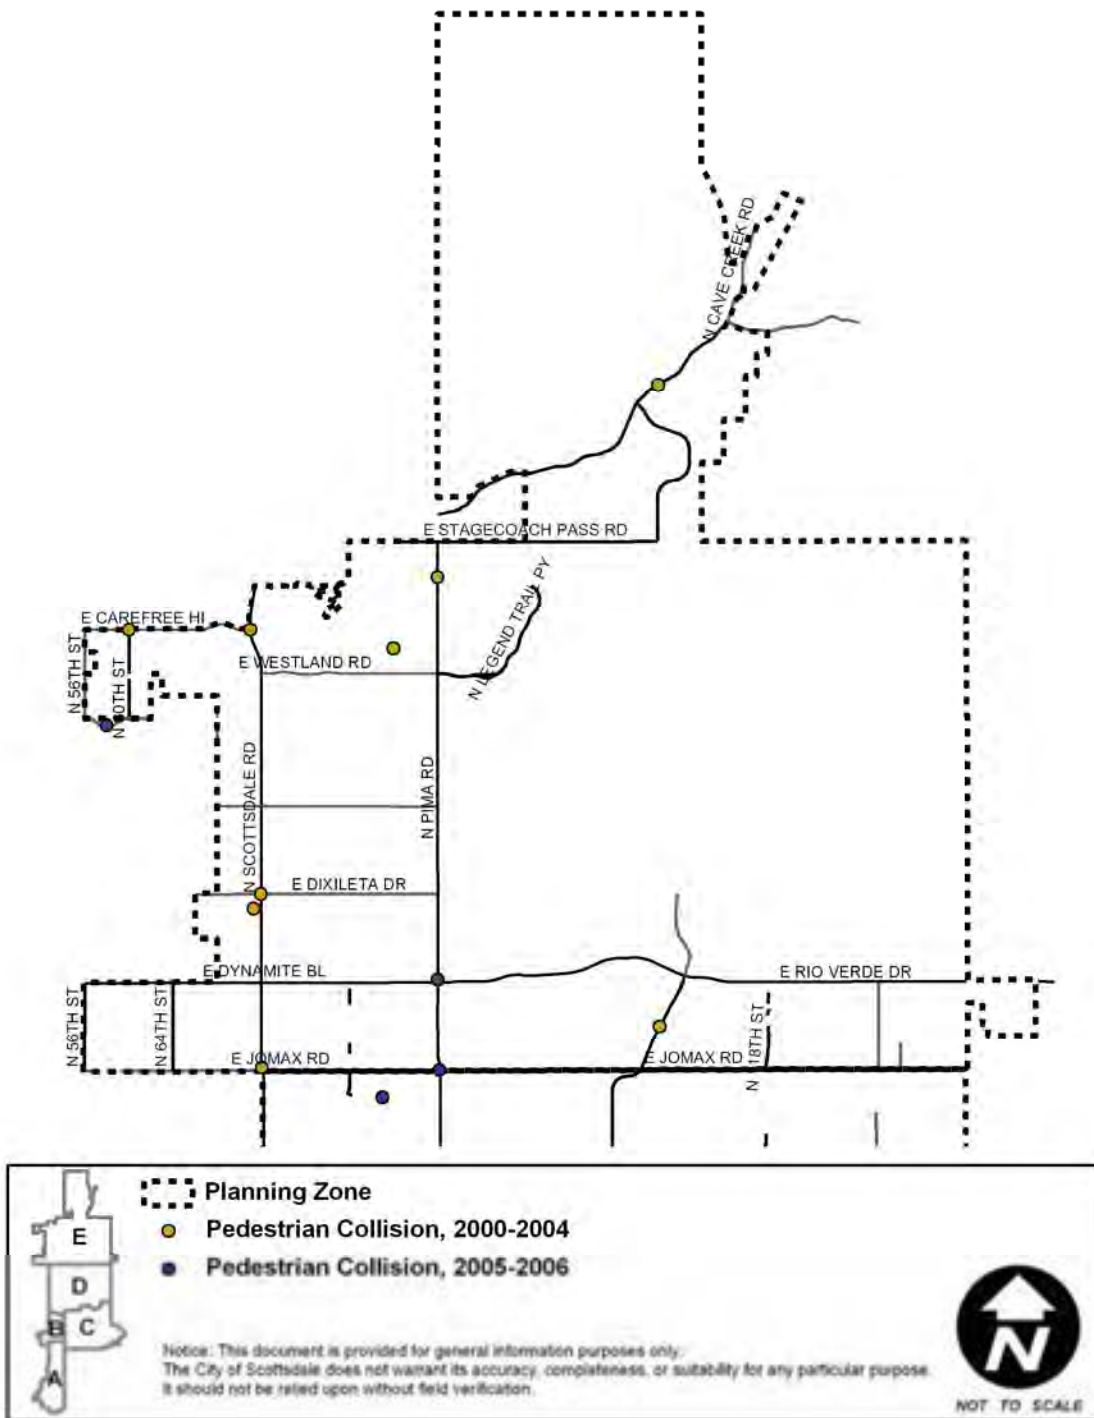 N CAVE CREEK RD
E STAGECOACH PASS RD
E CAREFREE HI
N LEGEND TRAIL PY
E WESTLAND RD
N 56TH ST
N 60TH ST
N SCOTTSDALE RD
N PIMA RD
E DIXILETA DR
E DYNAMITE BL
E RIO VERDE DR
N 56TH ST
N 64TH ST
E JOMAX RD
E JOMAX RD
N 118TH ST
E
D
B
C
A
Planning Zone
Pedestrian Collision, 2000-2004
Pedestrian Collision, 2005-2006
Notice: This document is provided for general information purposes only.
The City of Scottsdale does not warrant its accuracy, completeness, or suitability for any particular purpose.
It should not be relied upon without field verification.
N
NOT TO SCALE